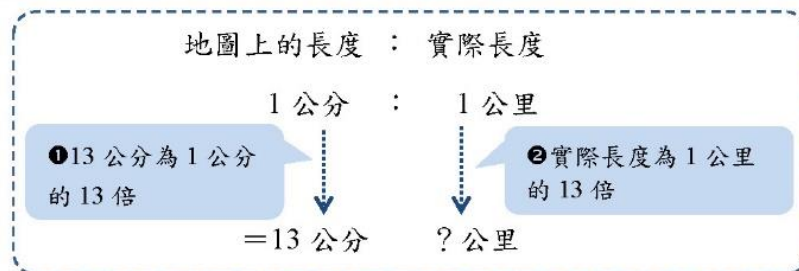 地圖上的長度 : 實際長度
1 公分 : 1 公里
❶13 公分為 1 公分
的 13 倍
❷實際長度為 1 公里
的 13 倍
＝13 公分 ？公里